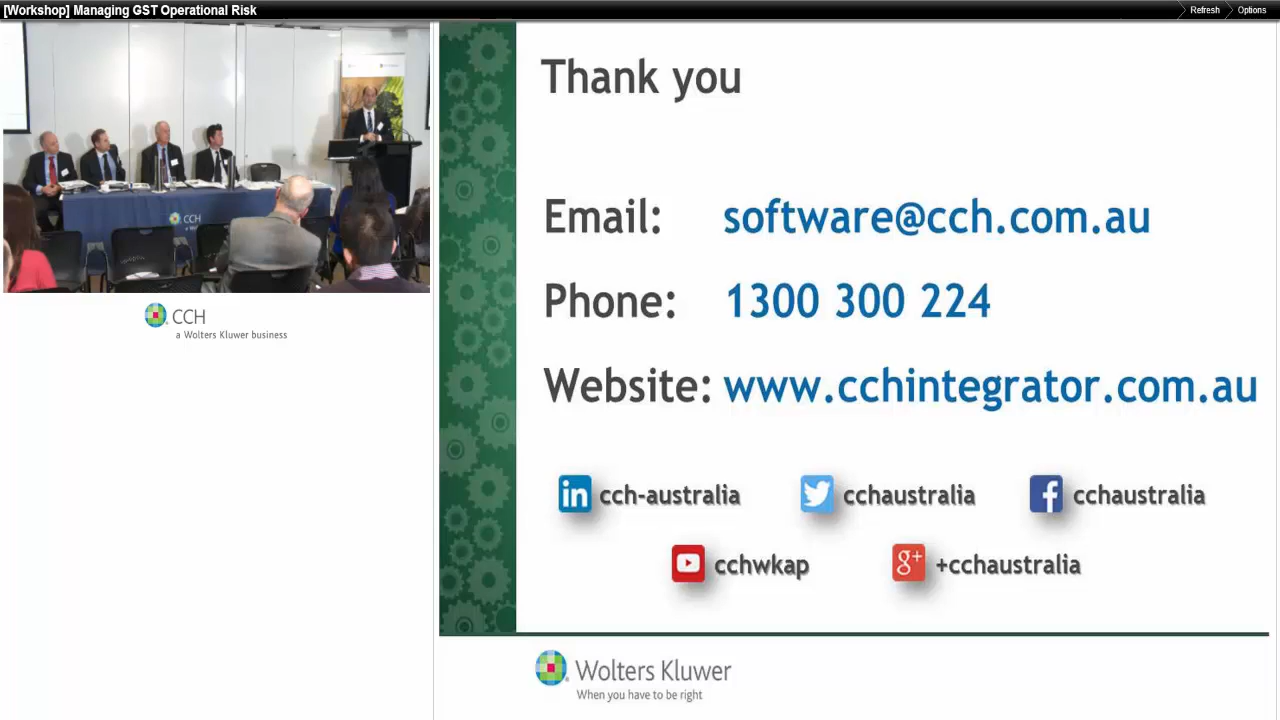 [Workshop] Managing GST Operational Risk
Refresh
Options
CCH
CCH
a Wolters Kluwer business
Thank you
Email: software@cch.com.au
Phone: 1300 300 224
Website: www.cchintegrator.com.au
in cch-australia
cchaustralia
f cchaustralia
cchwkap
g+ +cchaustralia
Wolters Kluwer
When you have to be right